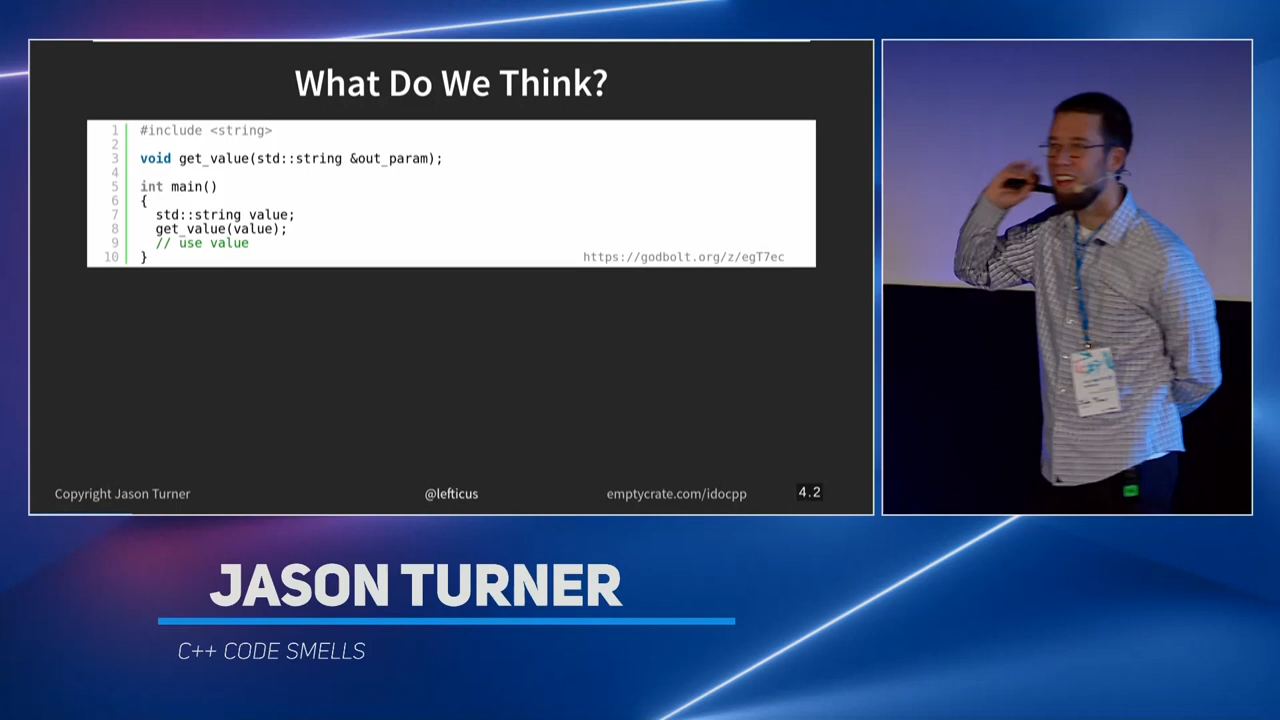 What Do We Think?
1 #include <string>
2
3 void get_value(std::string &out_param);
4
5 int main()
6 {
7 std::string value;
8 get_value(value);
9 // use value
10 }
https://godbolt.org/z/egT7ec
Copyright Jason Turner
@lefticus
emptycrate.com/idocpp
4.2
JASON TURNER
C++ CODE SMELLS